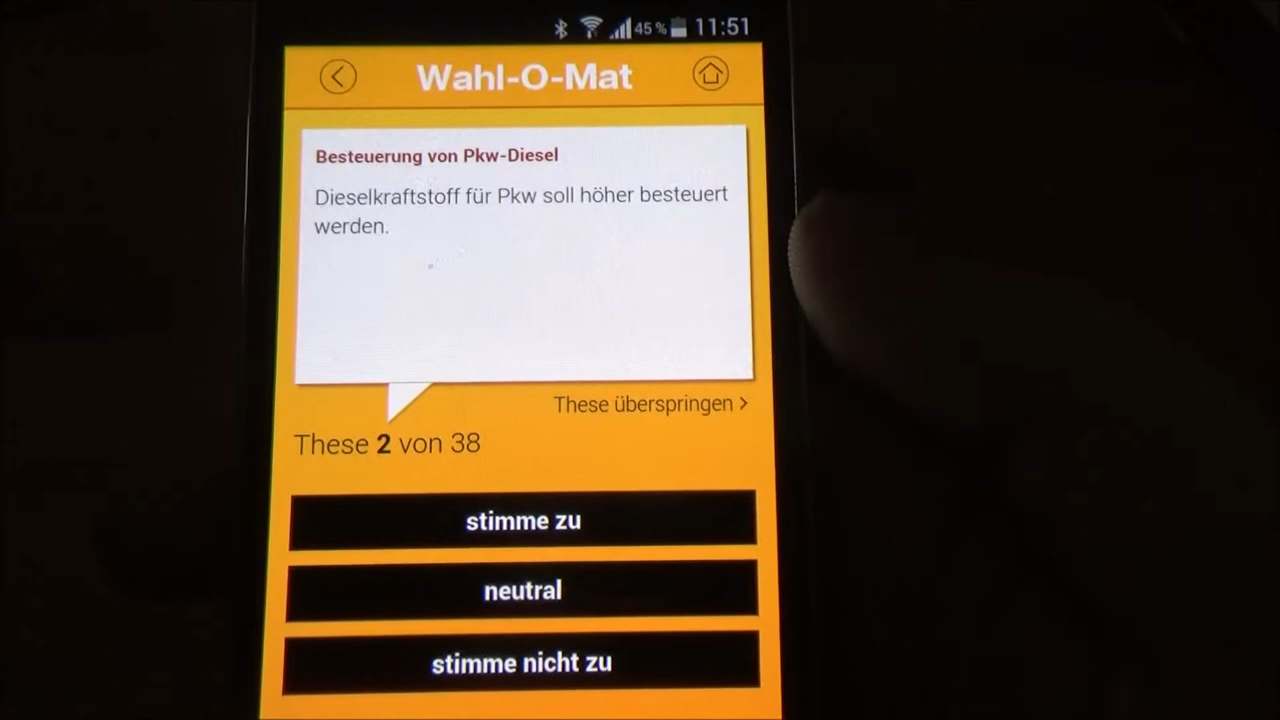 45 % 11:51
Wahl-O-Mat
Besteuerung von Pkw-Diesel
Dieselkraftstoff für Pkw soll höher besteuert
werden.
These überspringen >
These 2 von 38
stimme zu
neutral
stimme nicht zu